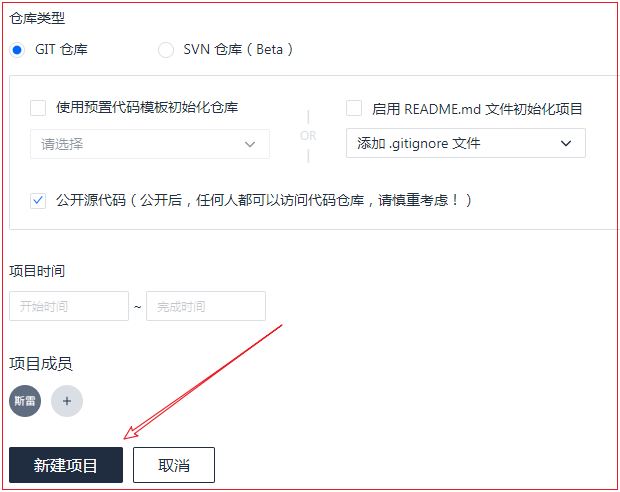 仓库类型
GIT 仓库 SVN 仓库（Beta）
使用预置代码模板初始化仓库 启用 README.md 文件初始化项目
OR
请选择 添加 .gitignore 文件
公开源代码（公开后，任何人都可以访问代码仓库，请慎重考虑！）
项目时间
开始时间 ~ 完成时间
项目成员
斯雷 +
新建项目 取消